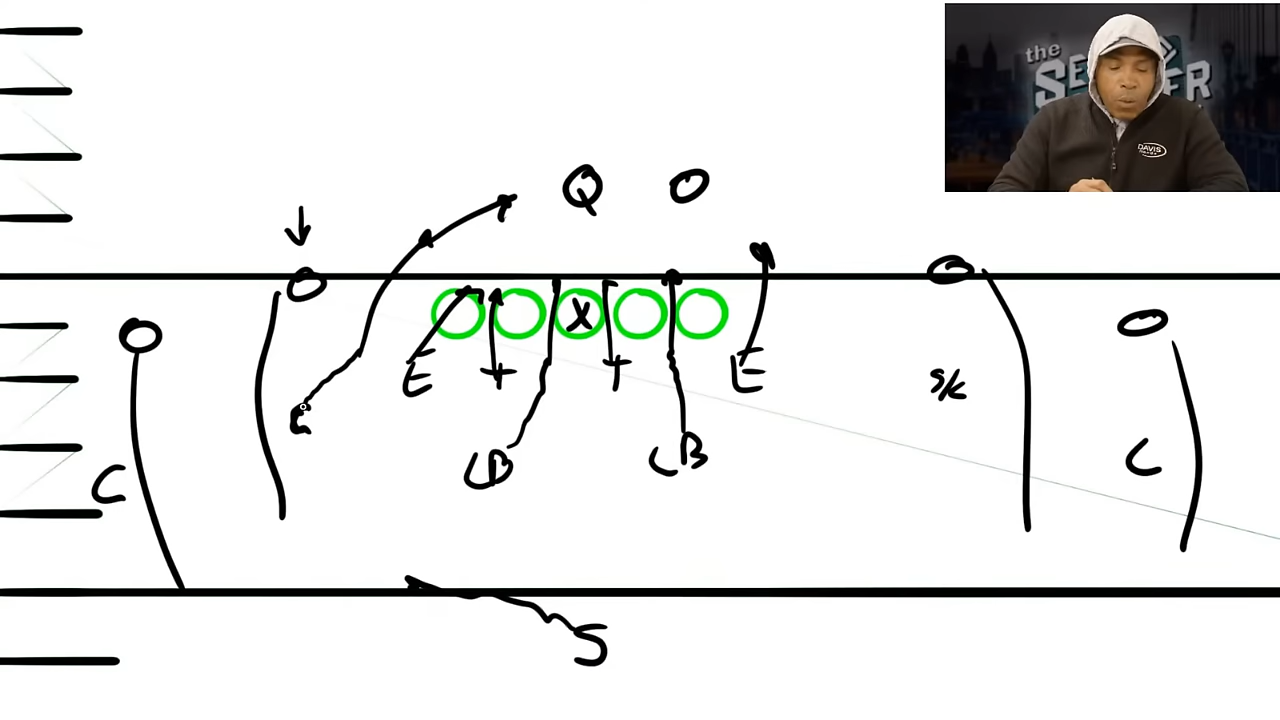 the
DAVIS
Q O
X
E T T E
S/C
C LB LB C
C
S